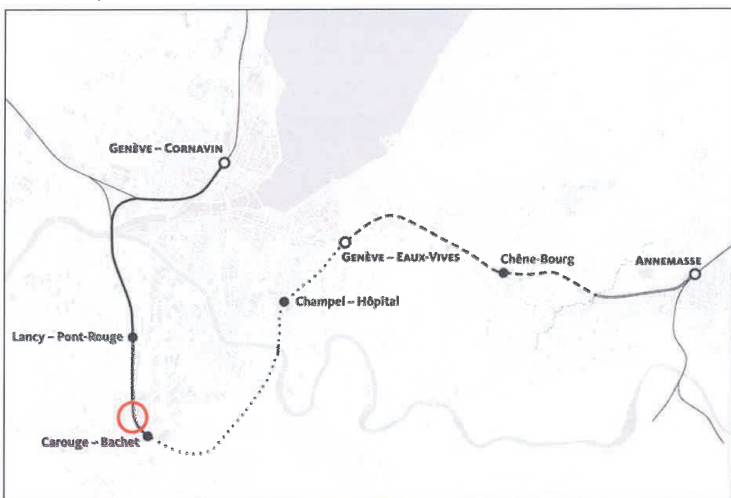 GENÈVE – CORNAVIN
GENÈVE – EAUX-VIVES
Chêne-Bourg
ANNEMASSE
Champel – Hôpital
Lancy – Pont-Rouge
Carouge – Bachet